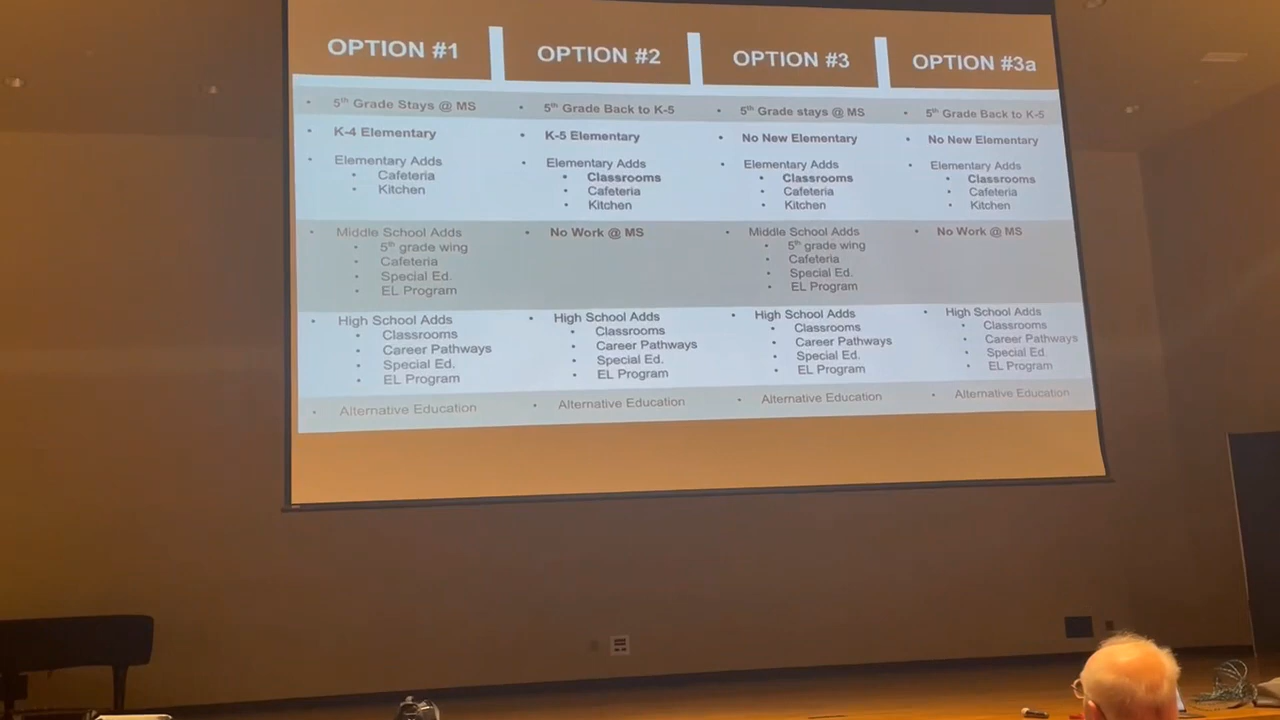 OPTION #1
5th Grade Stays @ MS
K-4 Elementary
Elementary Adds
Cafeteria
Kitchen
Middle School Adds
5th grade wing
Cafeteria
Special Ed.
EL Program
High School Adds
Classrooms
Career Pathways
Special Ed.
EL Program
Alternative Education
OPTION #2
5th Grade Back to K-5
K-5 Elementary
Elementary Adds
Classrooms
Cafeteria
Kitchen
No Work @ MS
High School Adds
Classrooms
Career Pathways
Special Ed.
EL Program
Alternative Education
OPTION #3
5th Grade stays @ MS
No New Elementary
Elementary Adds
Classrooms
Cafeteria
Kitchen
Middle School Adds
5th grade wing
Cafeteria
Special Ed.
EL Program
High School Adds
Classrooms
Career Pathways
Special Ed.
EL Program
Alternative Education
OPTION #3a
5th Grade Back to K-5
No New Elementary
Elementary Adds
Classrooms
Cafeteria
Kitchen
No Work @ MS
High School Adds
Classrooms
Career Pathways
Special Ed.
EL Program
Alternative Education